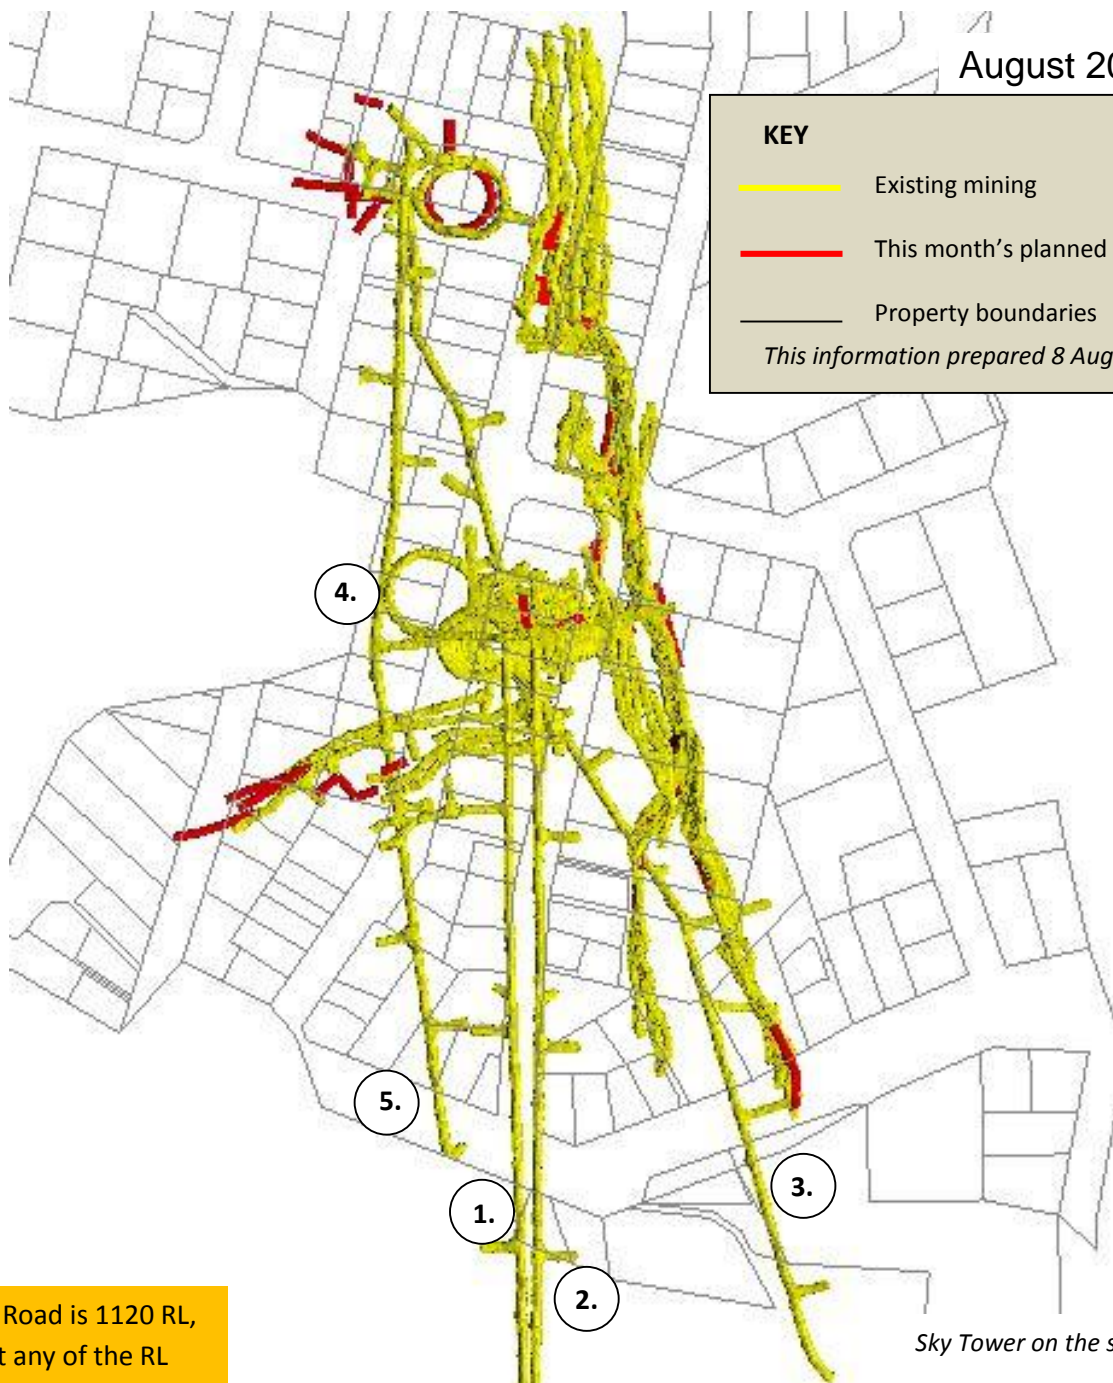 August 20
KEY
Existing mining
This month's planned
Property boundaries
This information prepared 8 Aug
4.
5.
3.
1.
2.
Road is 1120 RL,
t any of the RL
Sky Tower on the s